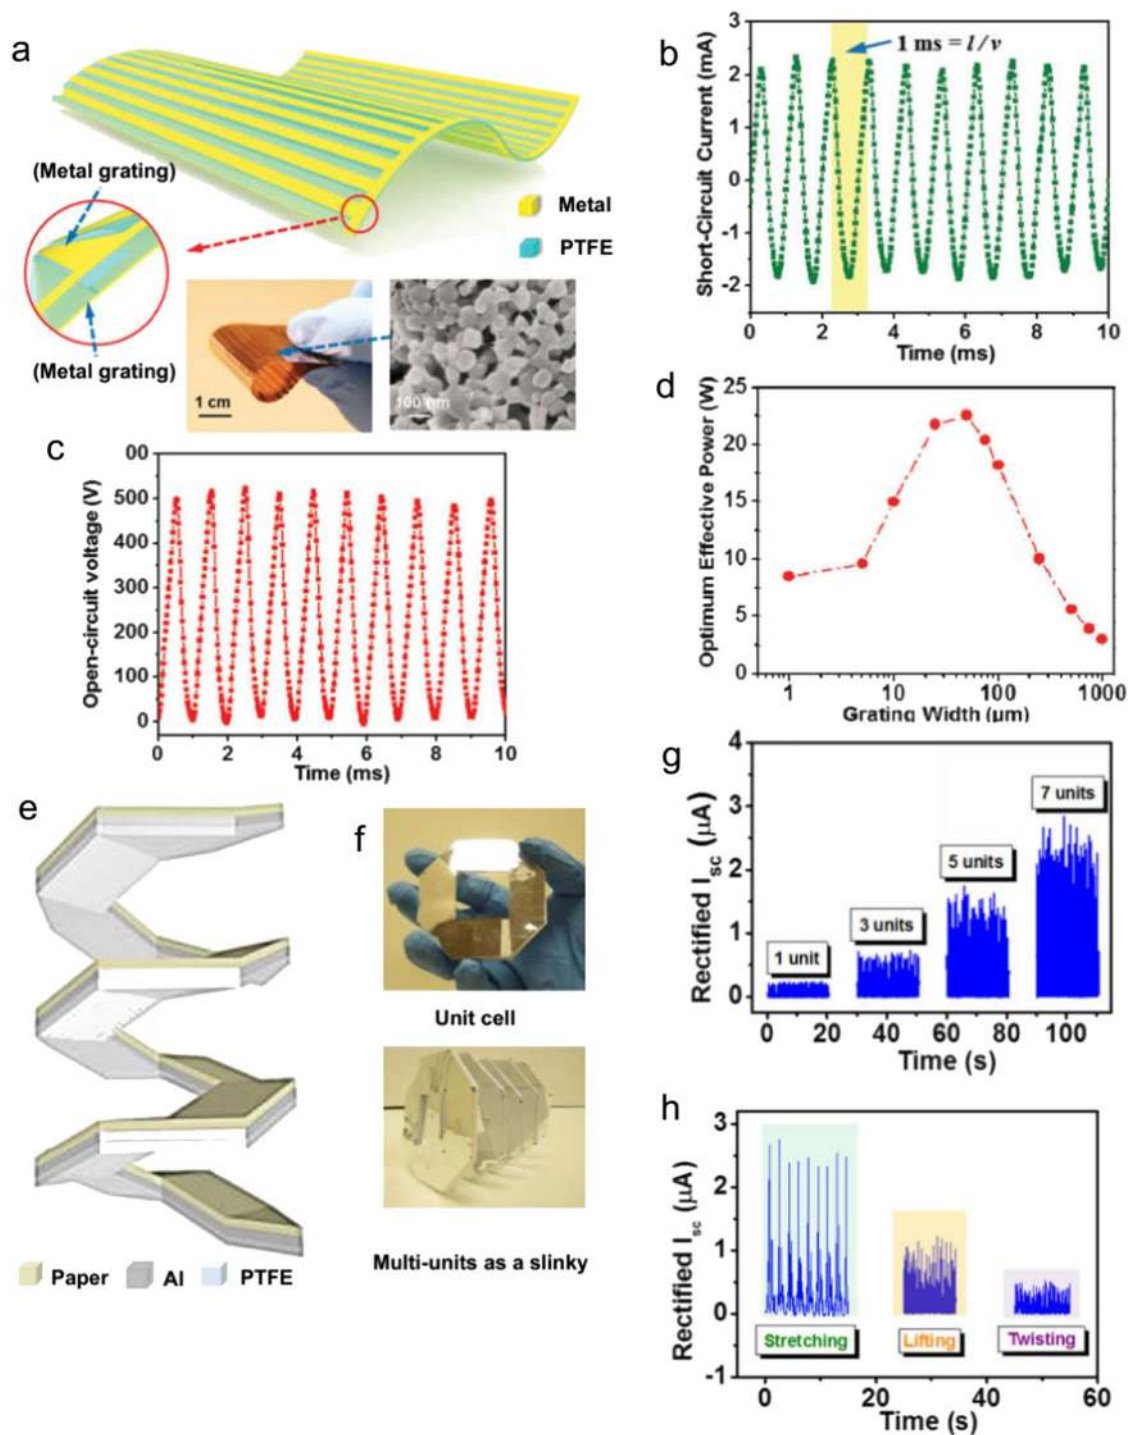 a
(Metal grating)
Metal
PTFE
(Metal grating)
1 cm
100 nm
b
Short-Circuit Current (mA)
3
2
1
0
-1
-2
1 ms = l/v
0 2 4 6 8 10
Time (ms)
c
Open-circuit voltage (V)
00
500
400
300
200
100
0
0 2 4 6 8 10
Time (ms)
d
Optimum Effective Power (W)
25
20
15
10
5
0
1 10 100 1000
Grating Width (μm)
e
Paper Al PTFE
f
Unit cell
Multi-units as a slinky
g
Rectified Isc (μA)
4
3
2
1
0
1 unit
3 units
5 units
7 units
0 20 40 60 80 100
Time (s)
h
Rectified Isc (μA)
3
2
1
0
-1
Stretching Lifting Twisting
0 20 40 60
Time (s)